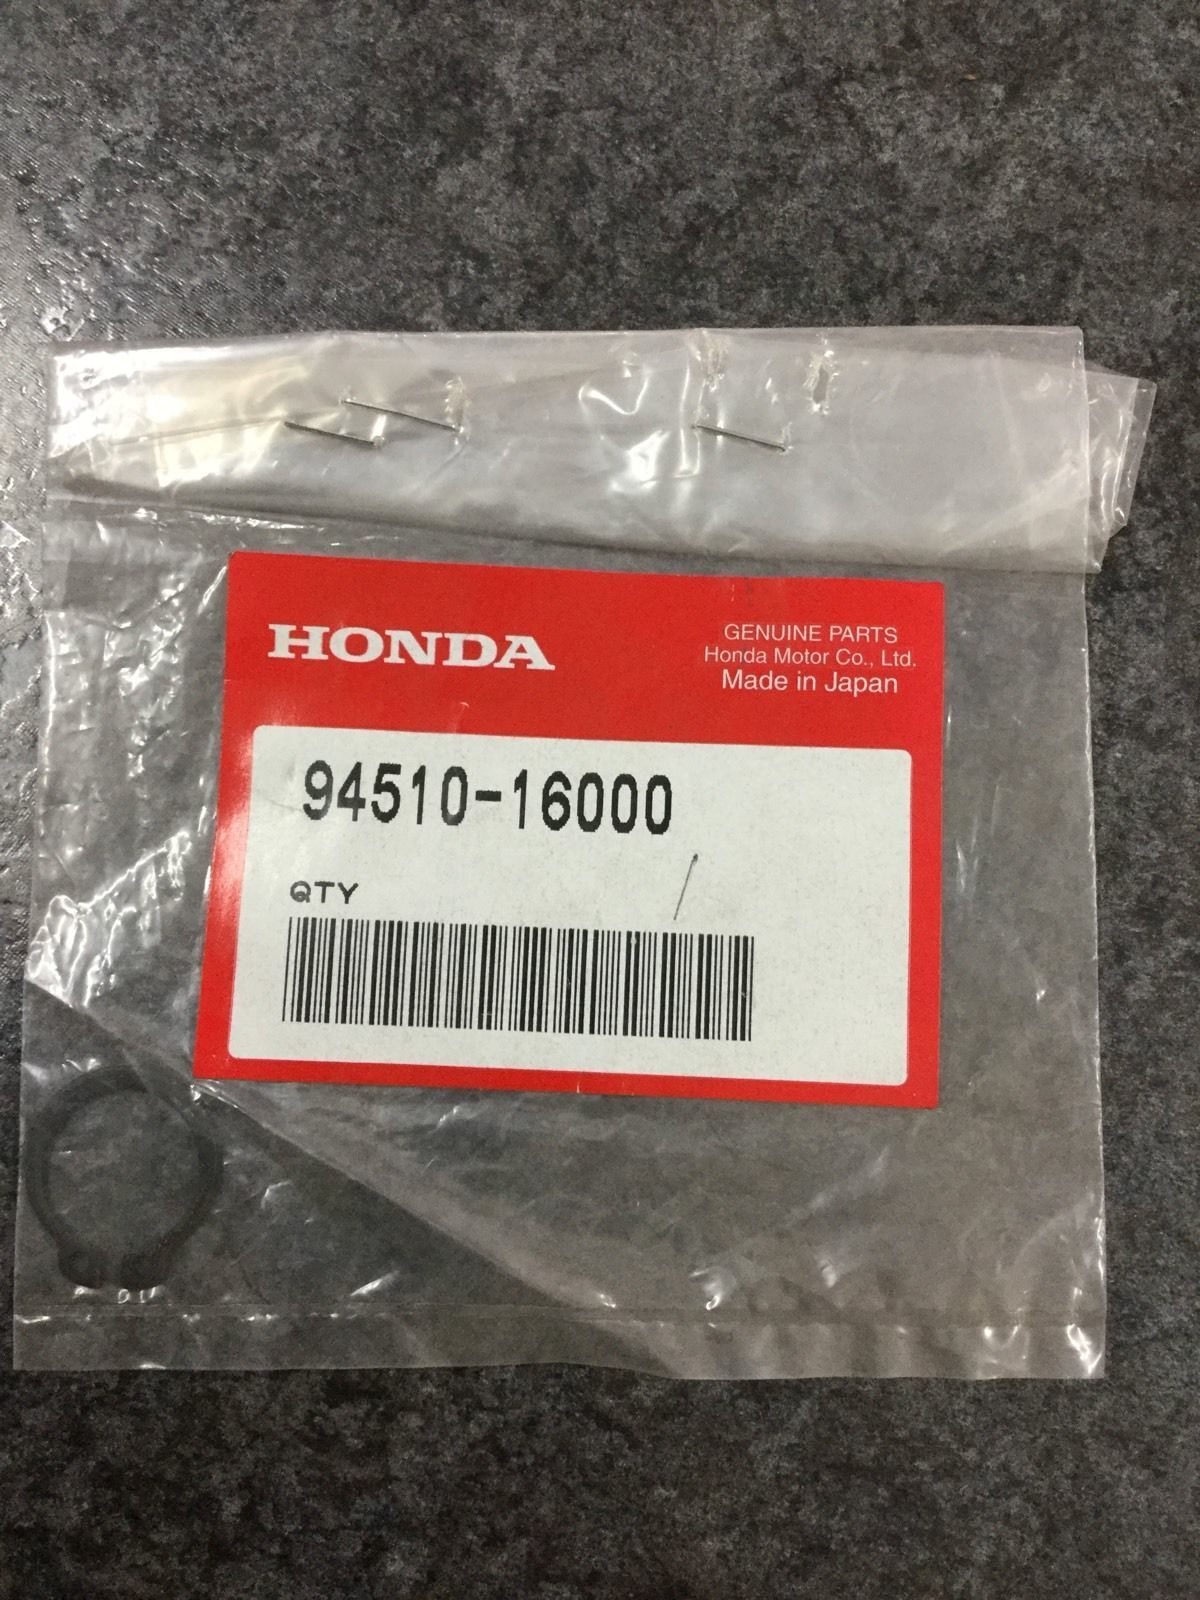 HONDA
GENUINE PARTS
Honda Motor Co., Ltd.
Made in Japan
94510-16000
QTY